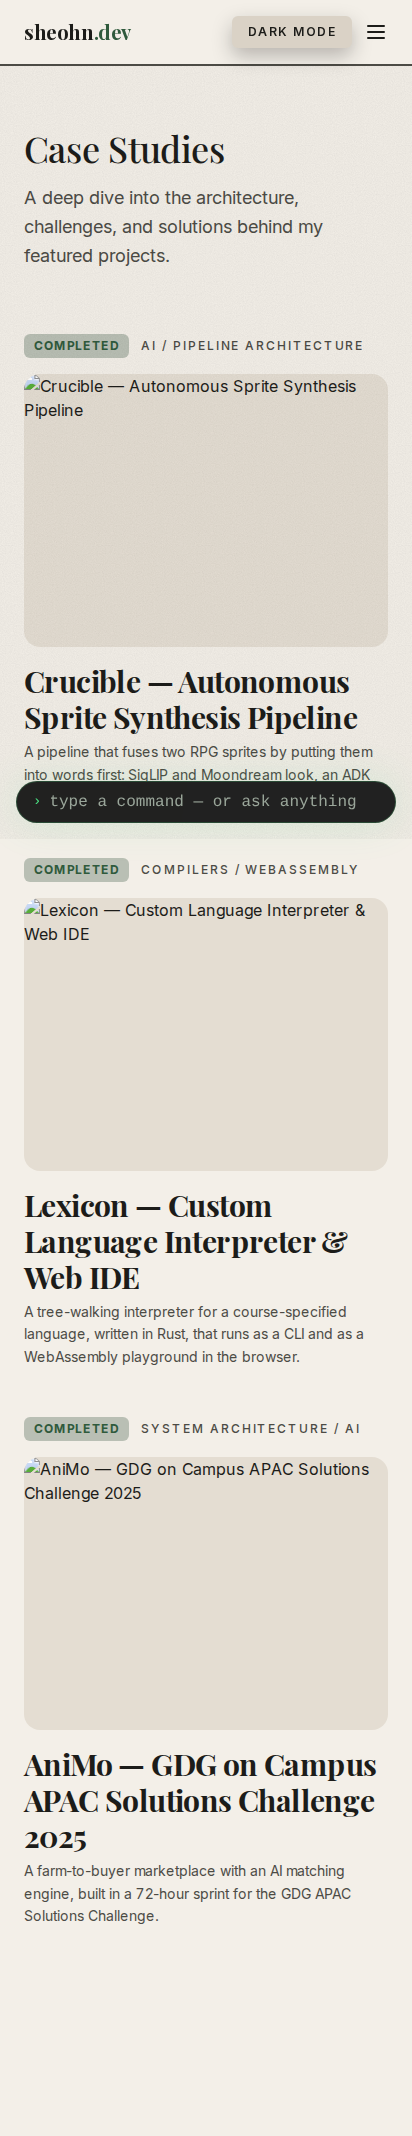 sheohn.dev
DARK MODE
Case Studies
A deep dive into the architecture,
challenges, and solutions behind my
featured projects.
COMPLETED
AI / PIPELINE ARCHITECTURE
Crucible — Autonomous Sprite Synthesis
Pipeline
Crucible — Autonomous
Sprite Synthesis Pipeline
A pipeline that fuses two RPG sprites by putting them
into words first: SigLIP and Moondream look, an ADK
› type a command — or ask anything
COMPLETED
COMPILERS / WEBASSEMBLY
Lexicon — Custom Language Interpreter &
Web IDE
Lexicon — Custom
Language Interpreter &
Web IDE
A tree-walking interpreter for a course-specified
language, written in Rust, that runs as a CLI and as a
WebAssembly playground in the browser.
COMPLETED
SYSTEM ARCHITECTURE / AI
AniMo — GDG on Campus APAC Solutions
Challenge 2025
AniMo — GDG on Campus
APAC Solutions Challenge
2025
A farm-to-buyer marketplace with an AI matching
engine, built in a 72-hour sprint for the GDG APAC
Solutions Challenge.